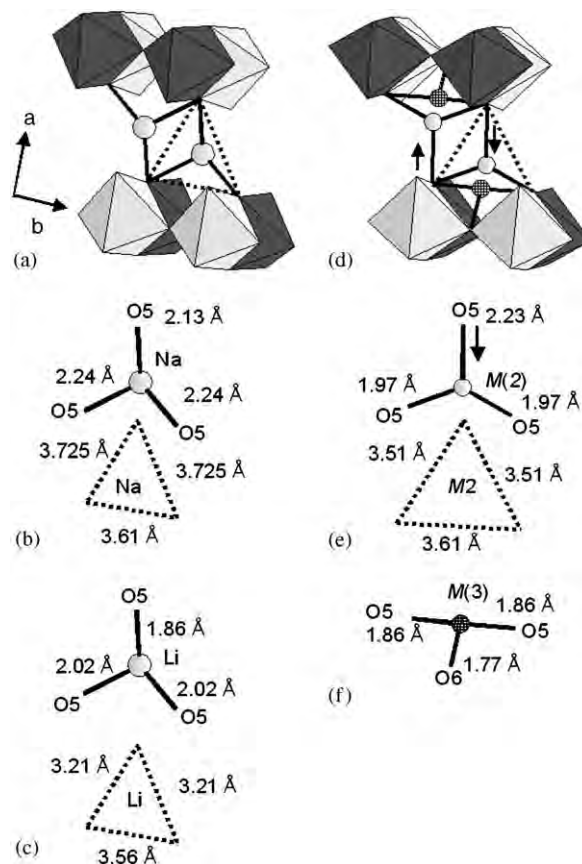 a
b
(a)
O5
2.13 Å
Na
2.24 Å
2.24 Å
O5
O5
3.725 Å
3.725 Å
Na
3.61 Å
(b)
O5
1.86 Å
Li
2.02 Å
2.02 Å
O5
O5
3.21 Å
3.21 Å
Li
3.56 Å
(c)
(d)
O5
2.23 Å
1.97 Å
M(2)
1.97 Å
O5
O5
3.51 Å
3.51 Å
M2
3.61 Å
(e)
M(3)
O5
1.86 Å
1.86 Å
O5
1.77 Å
O6
(f)